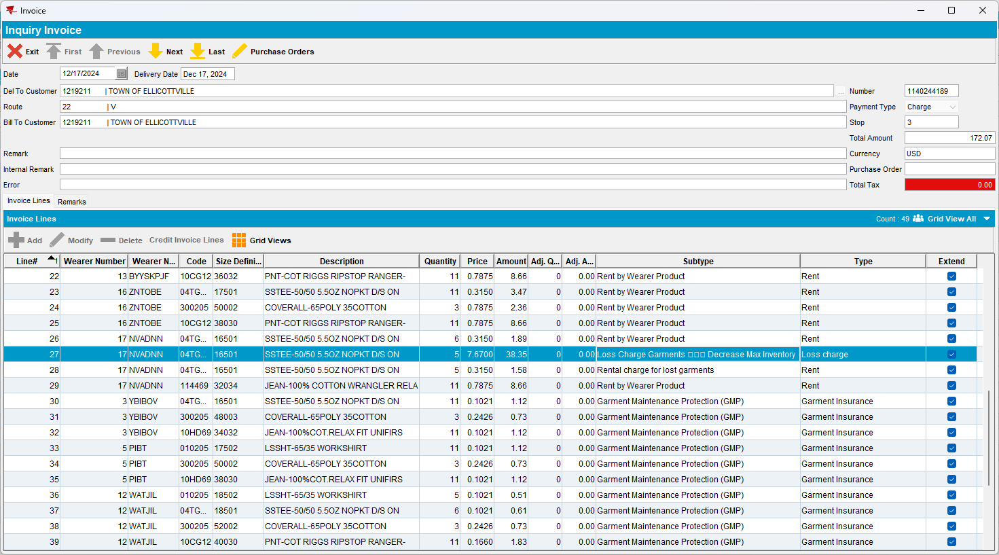 Invoice
Inquiry Invoice
Exit First Previous Next Last Purchase Orders
Date 12/17/2024 Delivery Date Dec 17, 2024
Del To Customer 1219211 | TOWN OF ELLICOTTVILLE ... Number 1140244189
Route 22 | V Payment Type Charge
Bill To Customer 1219211 | TOWN OF ELLICOTTVILLE Stop 3
Total Amount 172.07
Remark Currency USD
Internal Remark Purchase Order
Error Total Tax 0.00
Invoice Lines Remarks
Invoice Lines Count : 49 Grid View All
Add Modify Delete Credit Invoice Lines Grid Views
Line# 1 Wearer Number Wearer N... Code Size Defini... Description Quantity Price Amount Adj. Q... Adj. A... Subtype Type Extend
22 13 BYYSKPJF 10CG12 36032 PNT-COT RIGGS RIPSTOP RANGER- 11 0.7875 8.66 0 0.00 Rent by Wearer Product Rent
23 16 ZNTOBE 04TG... 17501 SSTEE-50/50 5.5OZ NOPKT D/S ON 11 0.3150 3.47 0 0.00 Rent by Wearer Product Rent
24 16 ZNTOBE 300205 50002 COVERALL-65POLY 35COTTON 3 0.7875 2.36 0 0.00 Rent by Wearer Product Rent
25 16 ZNTOBE 10CG12 38030 PNT-COT RIGGS RIPSTOP RANGER- 11 0.7875 8.66 0 0.00 Rent by Wearer Product Rent
26 17 NVADNN 04TG... 16501 SSTEE-50/50 5.5OZ NOPKT D/S ON 6 0.3150 1.89 0 0.00 Rent by Wearer Product Rent
27 17 NVADNN 04TG... 16501 SSTEE-50/50 5.5OZ NOPKT D/S ON 5 7.6700 38.35 0 0.00 Loss Charge Garments □□□ Decrease Max Inventory Loss charge
28 17 NVADNN 04TG... 16501 SSTEE-50/50 5.5OZ NOPKT D/S ON 5 0.3150 1.58 0 0.00 Rental charge for lost garments Rent
29 17 NVADNN 114469 32034 JEAN-100% COTTON WRANGLER RELA 11 0.7875 8.66 0 0.00 Rent by Wearer Product Rent
30 3 YBIBOV 04TG... 16501 SSTEE-50/50 5.5OZ NOPKT D/S ON 11 0.1021 1.12 0 0.00 Garment Maintenance Protection (GMP) Garment Insurance
31 3 YBIBOV 300205 48003 COVERALL-65POLY 35COTTON 3 0.2426 0.73 0 0.00 Garment Maintenance Protection (GMP) Garment Insurance
32 3 YBIBOV 10HD69 34032 JEAN-100%COT.RELAX FIT UNIFIRS 11 0.1021 1.12 0 0.00 Garment Maintenance Protection (GMP) Garment Insurance
33 5 PIBT 010205 17502 LSSHT-65/35 WORKSHIRT 11 0.1021 1.12 0 0.00 Garment Maintenance Protection (GMP) Garment Insurance
34 5 PIBT 300205 50002 COVERALL-65POLY 35COTTON 3 0.2426 0.73 0 0.00 Garment Maintenance Protection (GMP) Garment Insurance
35 5 PIBT 10HD69 38030 JEAN-100%COT.RELAX FIT UNIFIRS 11 0.1021 1.12 0 0.00 Garment Maintenance Protection (GMP) Garment Insurance
36 12 WATJIL 010205 18502 LSSHT-65/35 WORKSHIRT 5 0.1021 0.51 0 0.00 Garment Maintenance Protection (GMP) Garment Insurance
37 12 WATJIL 04TG... 18501 SSTEE-50/50 5.5OZ NOPKT D/S ON 6 0.1021 0.61 0 0.00 Garment Maintenance Protection (GMP) Garment Insurance
38 12 WATJIL 300205 52002 COVERALL-65POLY 35COTTON 3 0.2426 0.73 0 0.00 Garment Maintenance Protection (GMP) Garment Insurance
39 12 WATJIL 10CG12 40030 PNT-COT RIGGS RIPSTOP RANGER- 11 0.1660 1.83 0 0.00 Garment Maintenance Protection (GMP) Garment Insurance